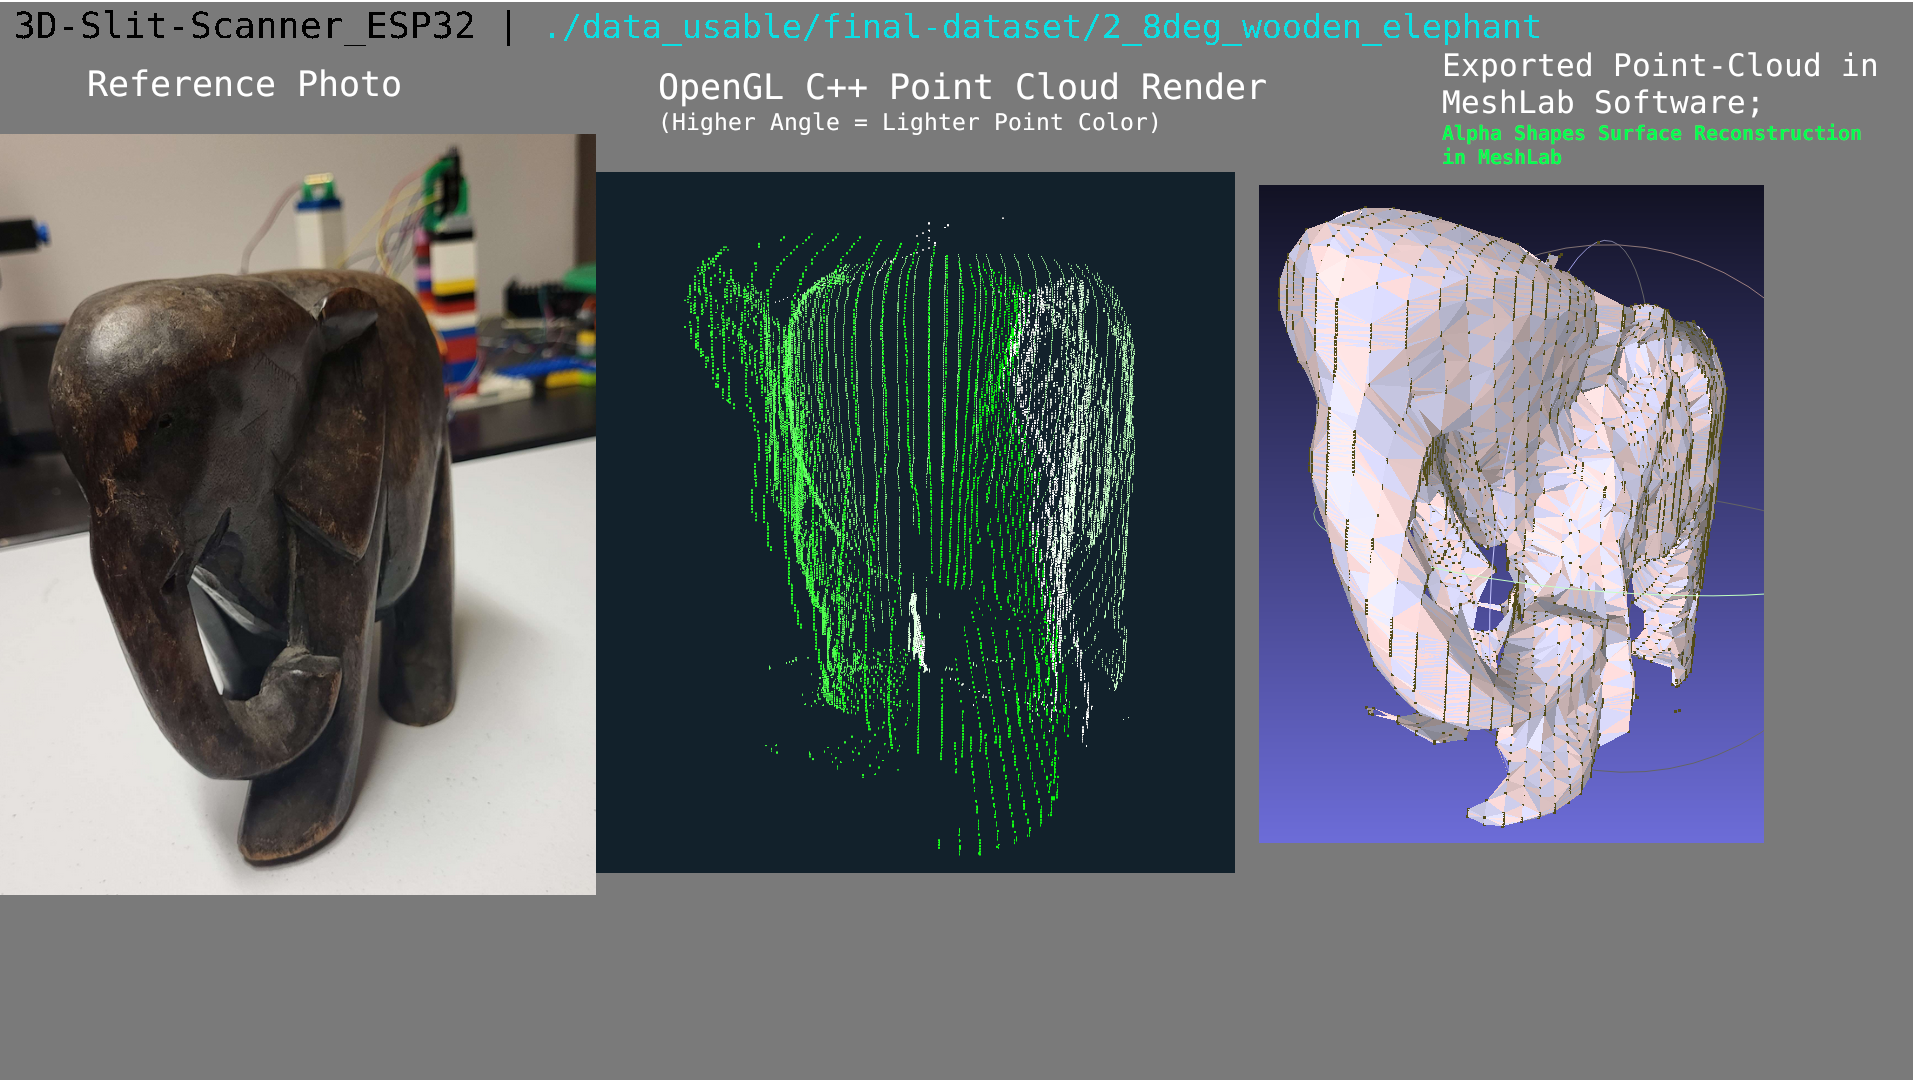 3D-Slit-Scanner_ESP32 | ./data_usable/final-dataset/2_8deg_wooden_elephant
Reference Photo
OpenGL C++ Point Cloud Render
(Higher Angle = Lighter Point Color)
Exported Point-Cloud in
MeshLab Software;
Alpha Shapes Surface Reconstruction
in MeshLab